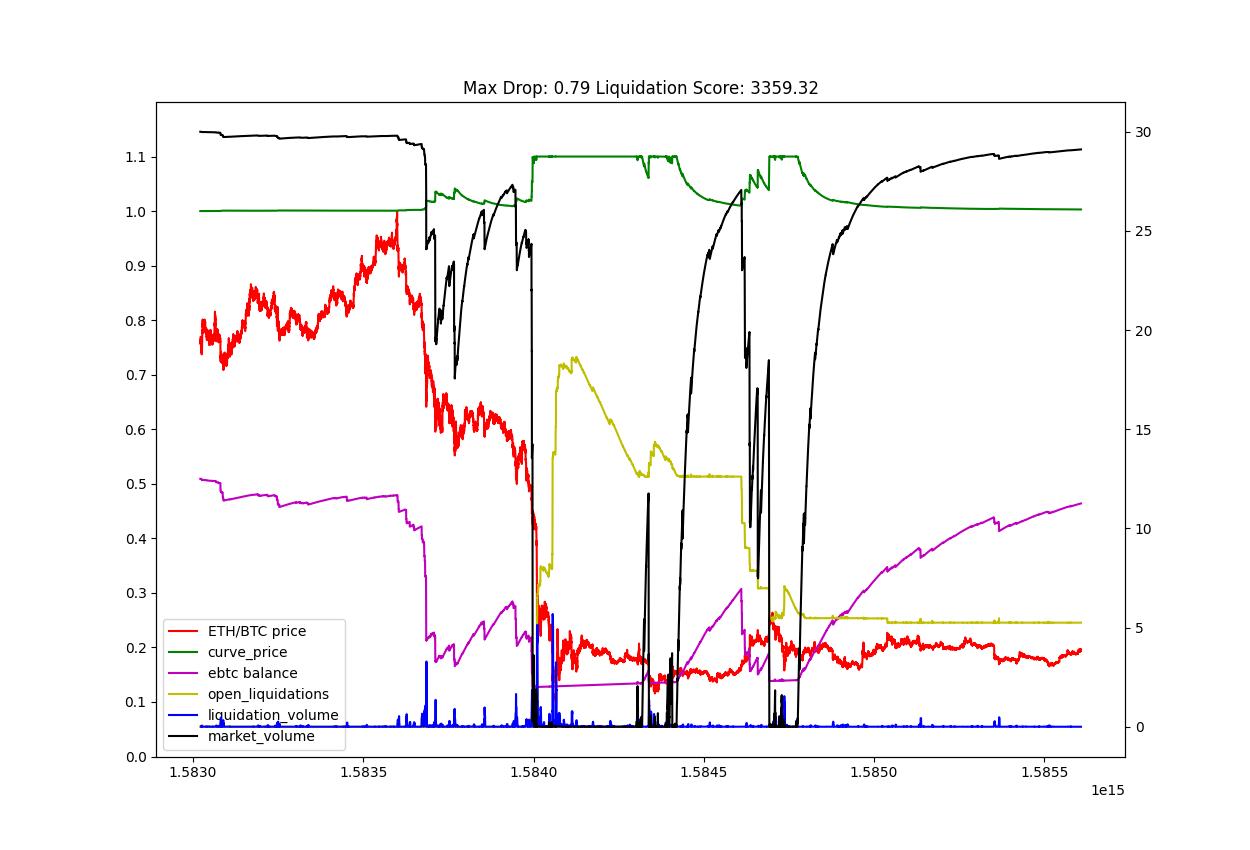 Max Drop: 0.79 Liquidation Score: 3359.32
1.1
1.0
0.9
0.8
0.7
0.6
0.5
0.4
0.3
0.2
0.1
0.0
30
25
20
15
10
5
0
ETH/BTC price
curve_price
ebtc balance
open_liquidations
liquidation_volume
market_volume
1.5830 1.5835 1.5840 1.5845 1.5850 1.5855
1e15